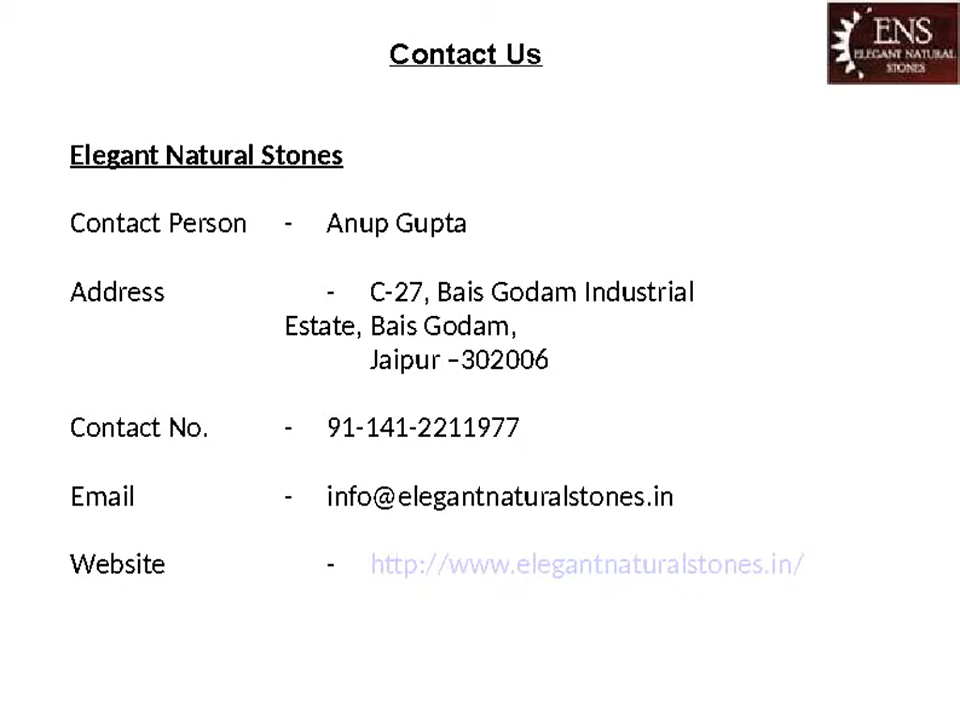 Contact Us
ENS
ELEGANT NATURAL
STONES
Elegant Natural Stones
Contact Person - Anup Gupta
Address - C-27, Bais Godam Industrial
Estate, Bais Godam,
Jaipur –302006
Contact No. - 91-141-2211977
Email - info@elegantnaturalstones.in
Website - http://www.elegantnaturalstones.in/